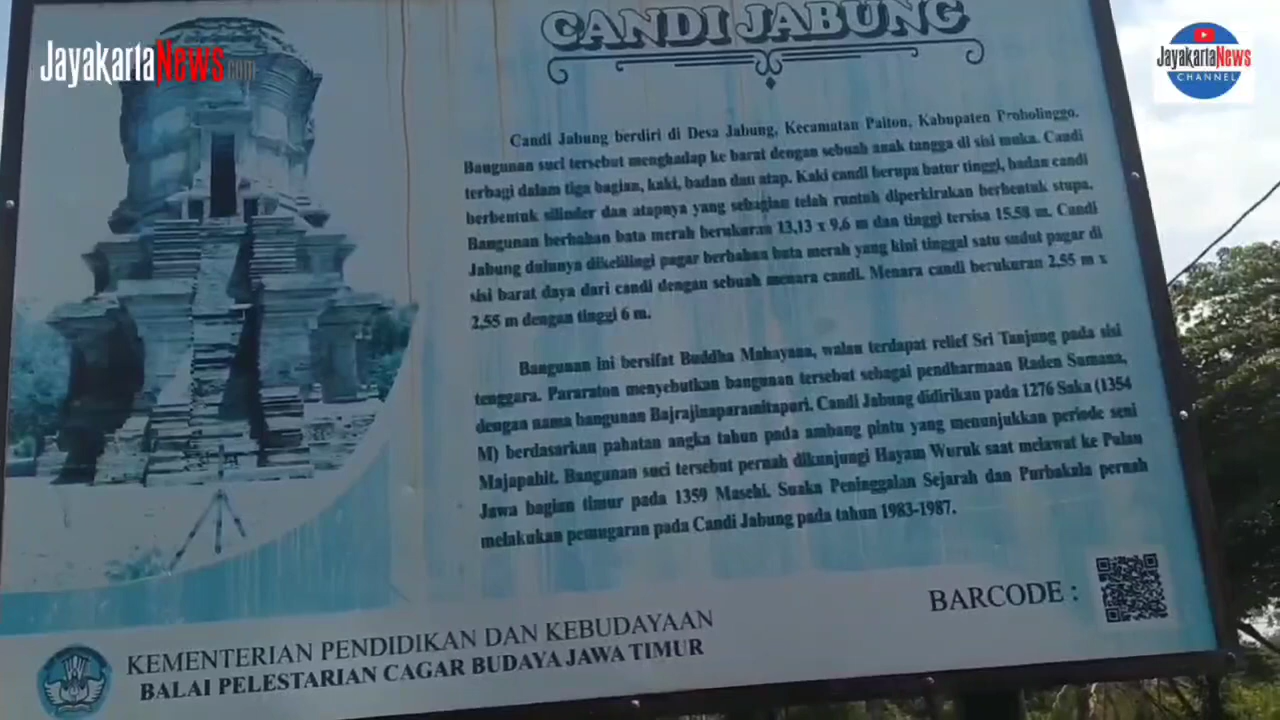 JayakartaNews.com
JayakartaNews
CHANNEL
CANDI JABUNG
Candi Jabung berdiri di Desa Jabung, Kecamatan Paiton, Kabupaten Probolinggo.
Bangunan suci tersebut menghadap ke barat dengan sebuah anak tangga di sisi muka. Candi
terbagi dalam tiga bagian, kaki, badan dan atap. Kaki candi berupa batur tinggi, badan candi
berbentuk silinder dan atapnya yang sebagian telah runtuh diperkirakan berbentuk stupa.
Bangunan berbahan bata merah berukuran 13,13 x 9,6 m dan tinggi tersisa 15,58 m. Candi
Jabung dulunya dikelilingi pagar berbahan bata merah yang kini tinggal satu sudut pagar di
sisi barat daya dari candi dengan sebuah menara candi. Menara candi berukuran 2,55 m x
2,55 m dengan tinggi 6 m.
Bangunan ini bersifat Buddha Mahayana, walau terdapat relief Sri Tanjung pada sisi
tenggara. Pararaton menyebutkan bangunan tersebut sebagai pendharmaan Raden Sumana,
dengan nama bangunan Bajrajinaparamitapuri. Candi Jabung didirikan pada 1276 Saka (1354
M) berdasarkan pahatan angka tahun pada ambang pintu yang menunjukkan periode seni
Majapahit. Bangunan suci tersebut pernah dikunjungi Hayam Wuruk saat melawat ke Pulau
Jawa bagian timur pada 1359 Masehi. Suaka Peninggalan Sejarah dan Purbakala pernah
melakukan pemugaran pada Candi Jabung pada tahun 1983-1987.
BARCODE :
KEMENTERIAN PENDIDIKAN DAN KEBUDAYAAN
BALAI PELESTARIAN CAGAR BUDAYA JAWA TIMUR